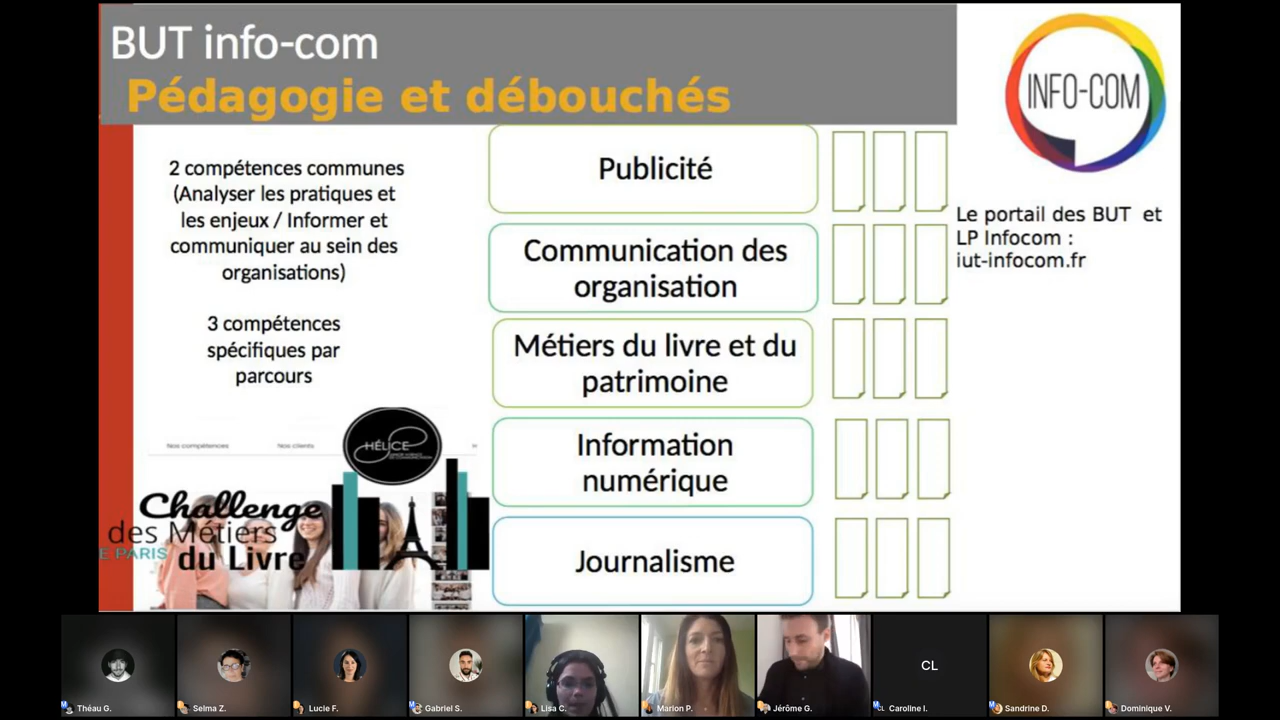 BUT info-com
Pédagogie et débouchés
INFO-COM
2 compétences communes
(Analyser les pratiques et
les enjeux / Informer et
communiquer au sein des
organisations)
3 compétences
spécifiques par
parcours
Publicité
Communication des
organisation
Métiers du livre et du
patrimoine
Information
numérique
Journalisme
Le portail des BUT et
LP Infocom :
iut-infocom.fr
Nos compétences
Nos clients
HÉLICE
Challenge
des Métiers
E PARIS
du Livre
CL
Théau G.
Selma Z.
Lucie F.
Gabriel S.
Lisa C.
Marion P.
Jérôme G.
Caroline I.
Sandrine D.
Dominique V.